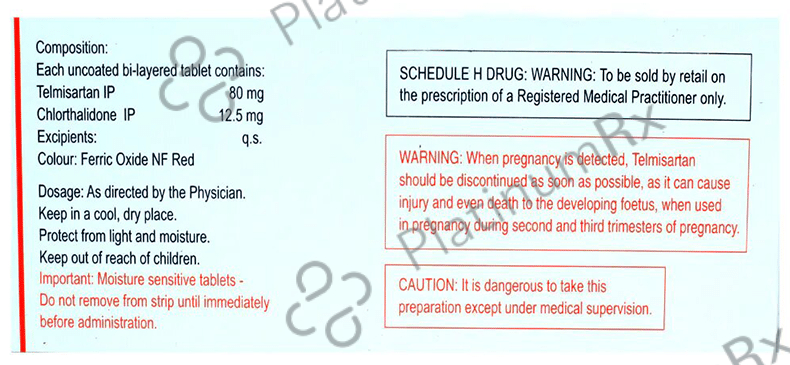 Composition:
Each uncoated bi-layered tablet contains:
Telmisartan IP 80 mg
Chlorthalidone IP 12.5 mg
Excipients: q.s.
Colour: Ferric Oxide NF Red
Dosage: As directed by the Physician.
Keep in a cool, dry place.
Protect from light and moisture.
Keep out of reach of children.
Important: Moisture sensitive tablets -
Do not remove from strip until immediately
before administration.
SCHEDULE H DRUG: WARNING: To be sold by retail on
the prescription of a Registered Medical Practitioner only.
WARNING: When pregnancy is detected, Telmisartan
should be discontinued as soon as possible, as it can cause
injury and even death to the developing foetus, when used
in pregnancy during second and third trimesters of pregnancy.
CAUTION: It is dangerous to take this
preparation except under medical supervision.
PlatinumRx
Plati
Rx